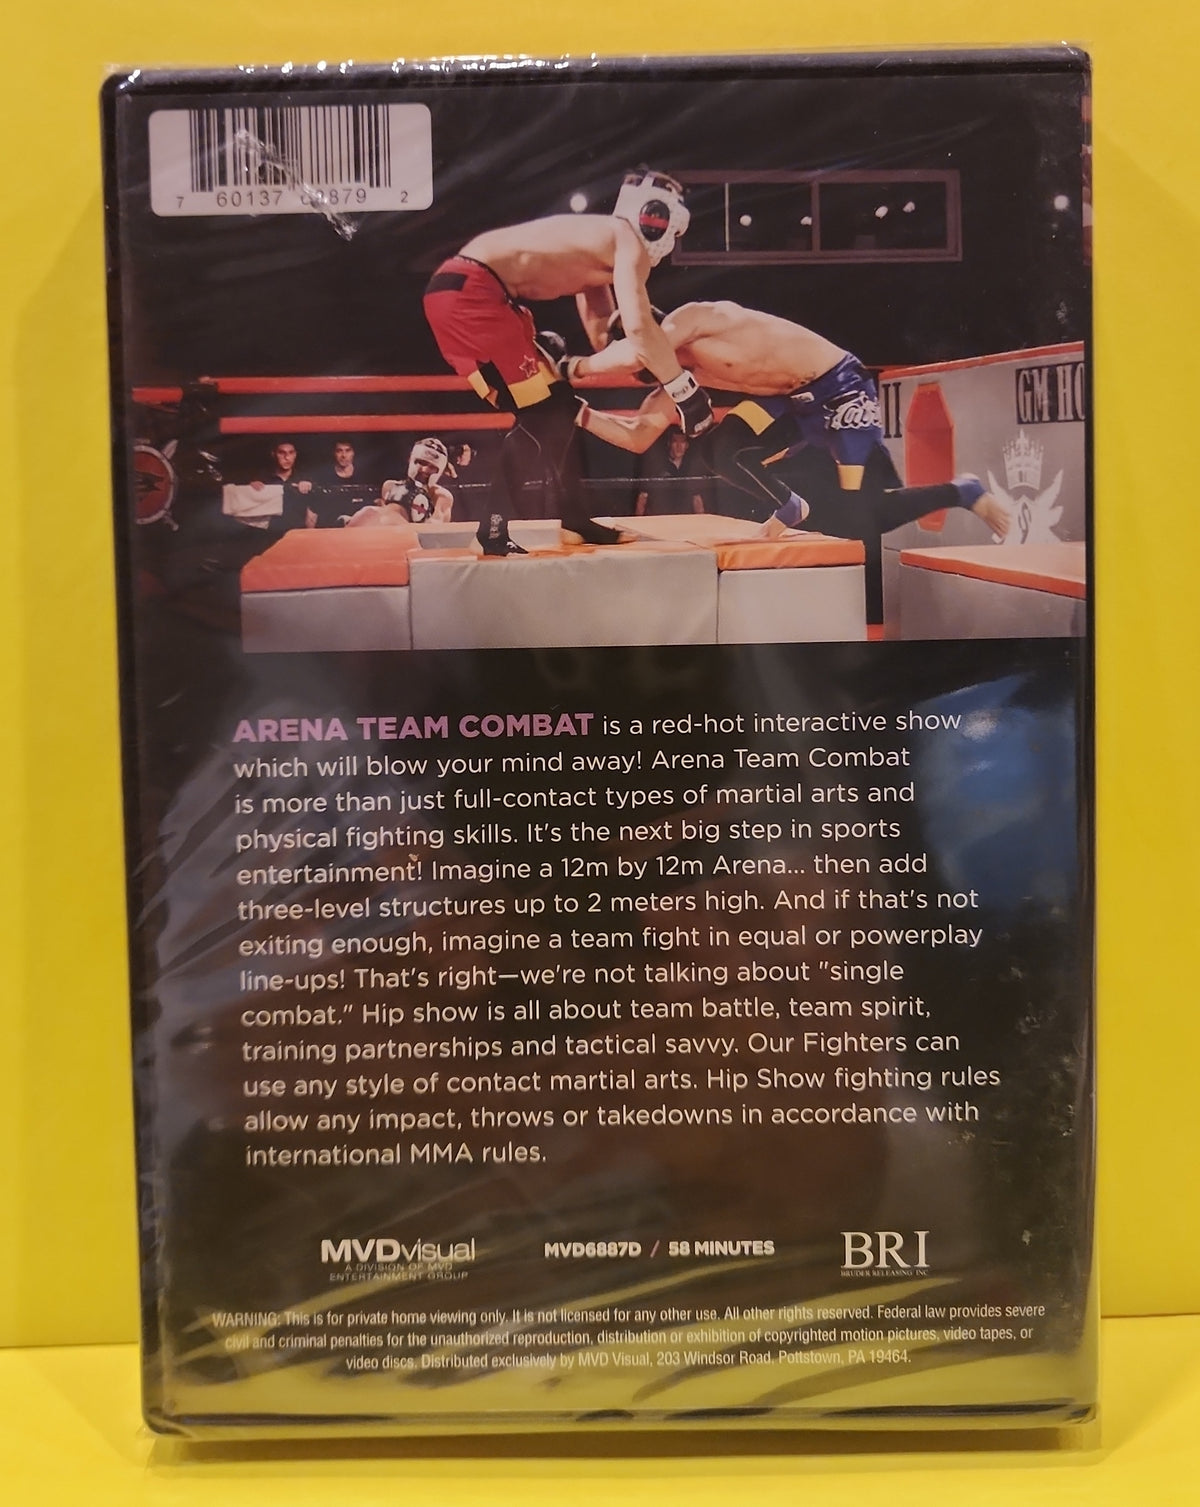 7 60137 879 2
II
GM HO
ARENA TEAM COMBAT is a red-hot interactive show
which will blow your mind away! Arena Team Combat
is more than just full-contact types of martial arts and
physical fighting skills. It's the next big step in sports
entertainment! Imagine a 12m by 12m Arena... then add
three-level structures up to 2 meters high. And if that's not
exiting enough, imagine a team fight in equal or powerplay
line-ups! That's right—we're not talking about "single
combat." Hip show is all about team battle, team spirit,
training partnerships and tactical savvy. Our Fighters can
use any style of contact martial arts. Hip Show fighting rules
allow any impact, throws or takedowns in accordance with
international MMA rules.
MVDvisual
A DIVISION OF MVD
ENTERTAINMENT GROUP
MVD6887D / 58 MINUTES
BRI
BRUDER RELEASING INC
WARNING: This is for private home viewing only. It is not licensed for any other use. All other rights reserved. Federal law provides severe
civil and criminal penalties for the unauthorized reproduction, distribution or exhibition of copyrighted motion pictures, video tapes, or
video discs. Distributed exclusively by MVD Visual, 203 Windsor Road, Pottstown, PA 19464.